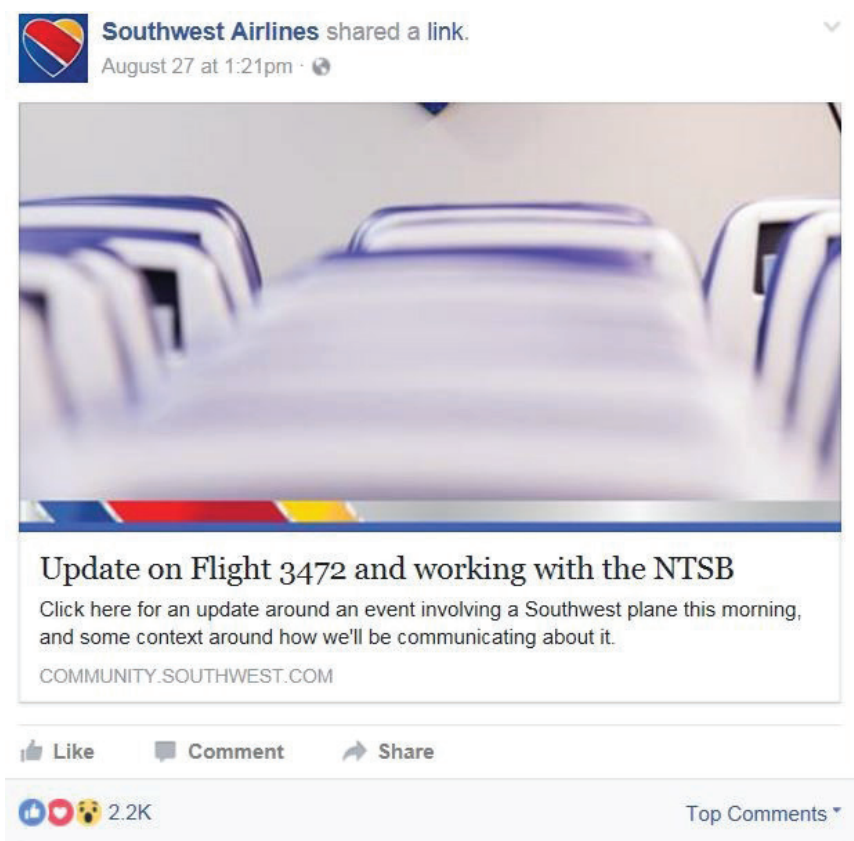 Southwest Airlines shared a link.
August 27 at 1:21pm ·
Update on Flight 3472 and working with the NTSB
Click here for an update around an event involving a Southwest plane this morning,
and some context around how we'll be communicating about it.
COMMUNITY.SOUTHWEST.COM
Like Comment Share
2.2K Top Comments